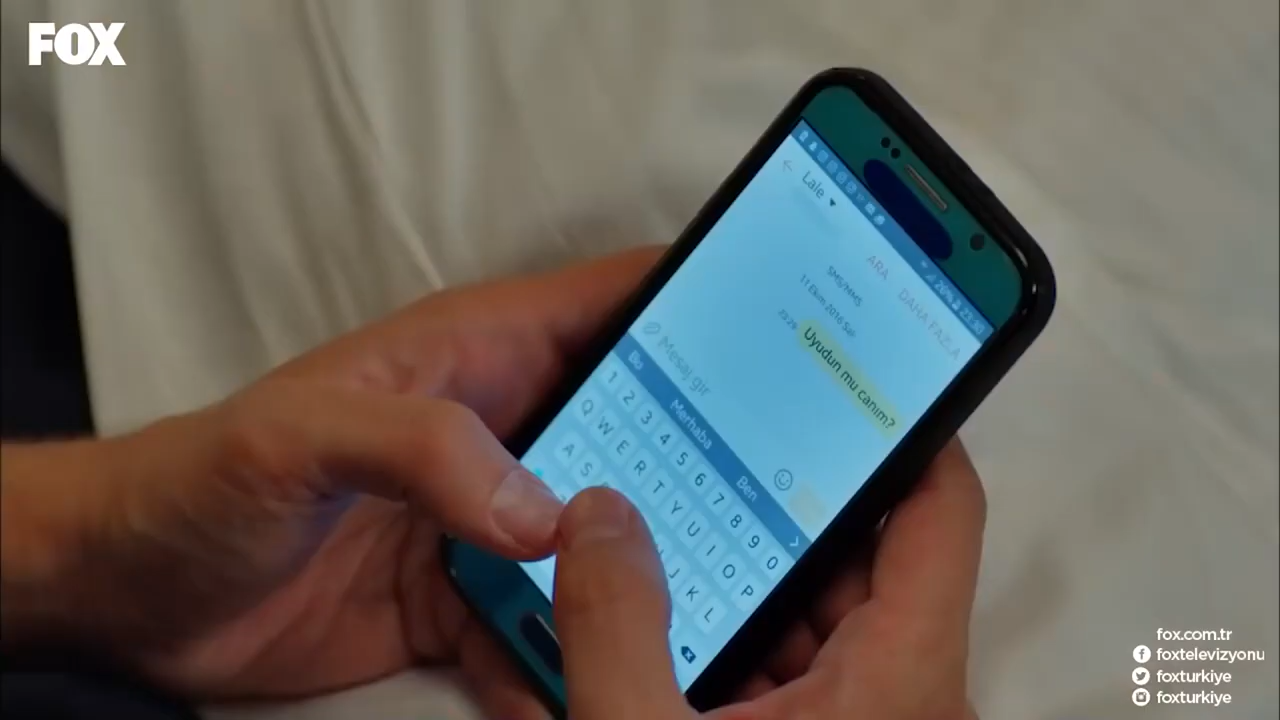 FOX
Lale
ARA
DAHA FAZLA
SMS/MMS
11 Ekim 2016 Salı
23:29
Uyudun mu canım?
Mesaj gir
Bu
Merhaba
Ben
1 2 3 4 5 6 7 8 9 0
Q W E R T Y U I O P
A S J K L
fox.com.tr
foxtelevizyonu
foxturkiye
foxturkiye